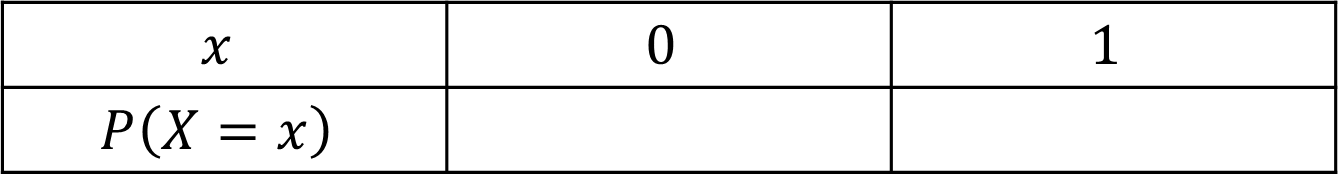 x 0 1
P(X = x)